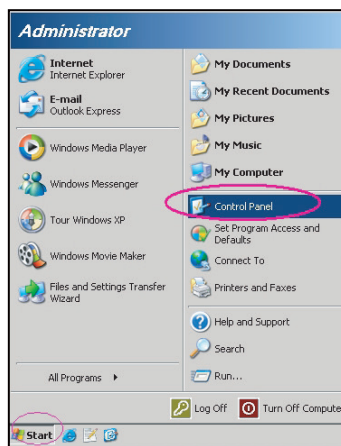 Administrator
Internet
Internet Explorer
E-mail
Outlook Express
Windows Media Player
Windows Messenger
Tour Windows XP
Windows Movie Maker
Files and Settings Transfer
Wizard
All Programs
My Documents
My Recent Documents
My Pictures
My Music
My Computer
Control Panel
Set Program Access and
Defaults
Connect To
Printers and Faxes
Help and Support
Search
Run...
Log Off
Turn Off Compute
Start